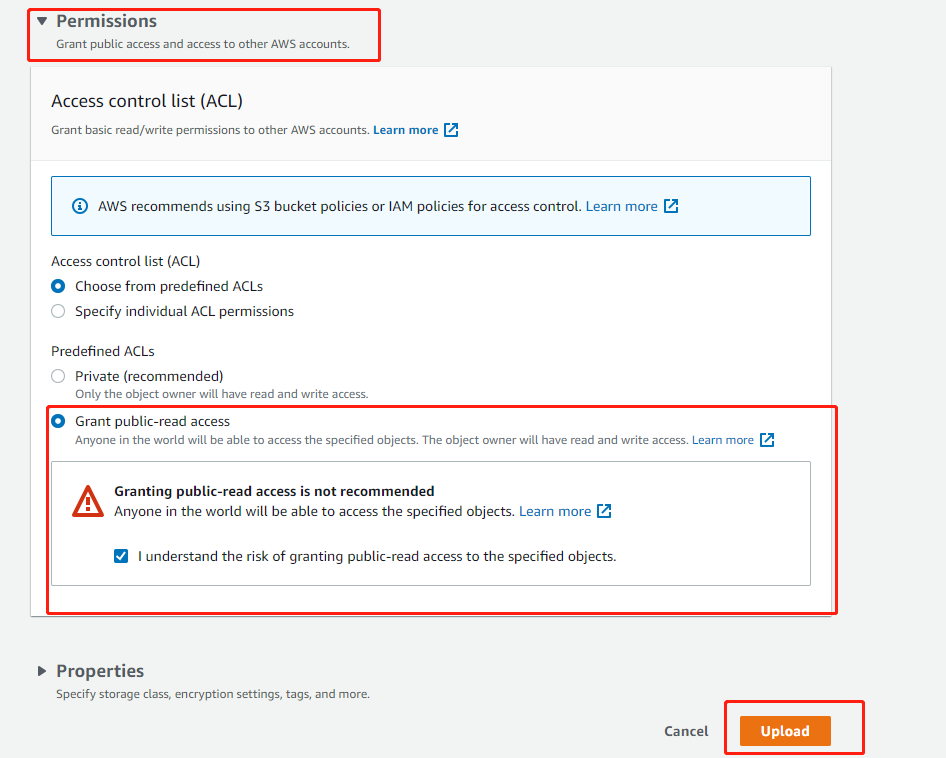 Permissions
Grant public access and access to other AWS accounts.
Access control list (ACL)
Grant basic read/write permissions to other AWS accounts. Learn more
AWS recommends using S3 bucket policies or IAM policies for access control. Learn more
Access control list (ACL)
Choose from predefined ACLs
Specify individual ACL permissions
Predefined ACLs
Private (recommended)
Only the object owner will have read and write access.
Grant public-read access
Anyone in the world will be able to access the specified objects. The object owner will have read and write access. Learn more
Granting public-read access is not recommended
Anyone in the world will be able to access the specified objects. Learn more
I understand the risk of granting public-read access to the specified objects.
Properties
Specify storage class, encryption settings, tags, and more.
Cancel Upload